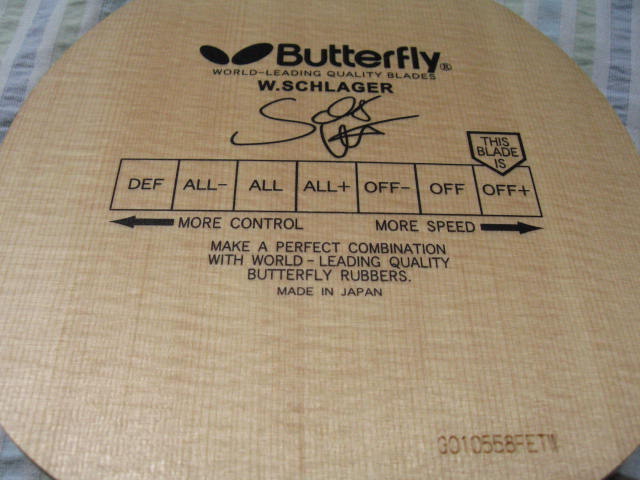 Butterfly®
WORLD-LEADING QUALITY BLADES
W.SCHLAGER
THIS
BLADE
IS
DEF ALL- ALL ALL+ OFF- OFF OFF+
MORE CONTROL MORE SPEED
MAKE A PERFECT COMBINATION
WITH WORLD-LEADING QUALITY
BUTTERFLY RUBBERS.
MADE IN JAPAN